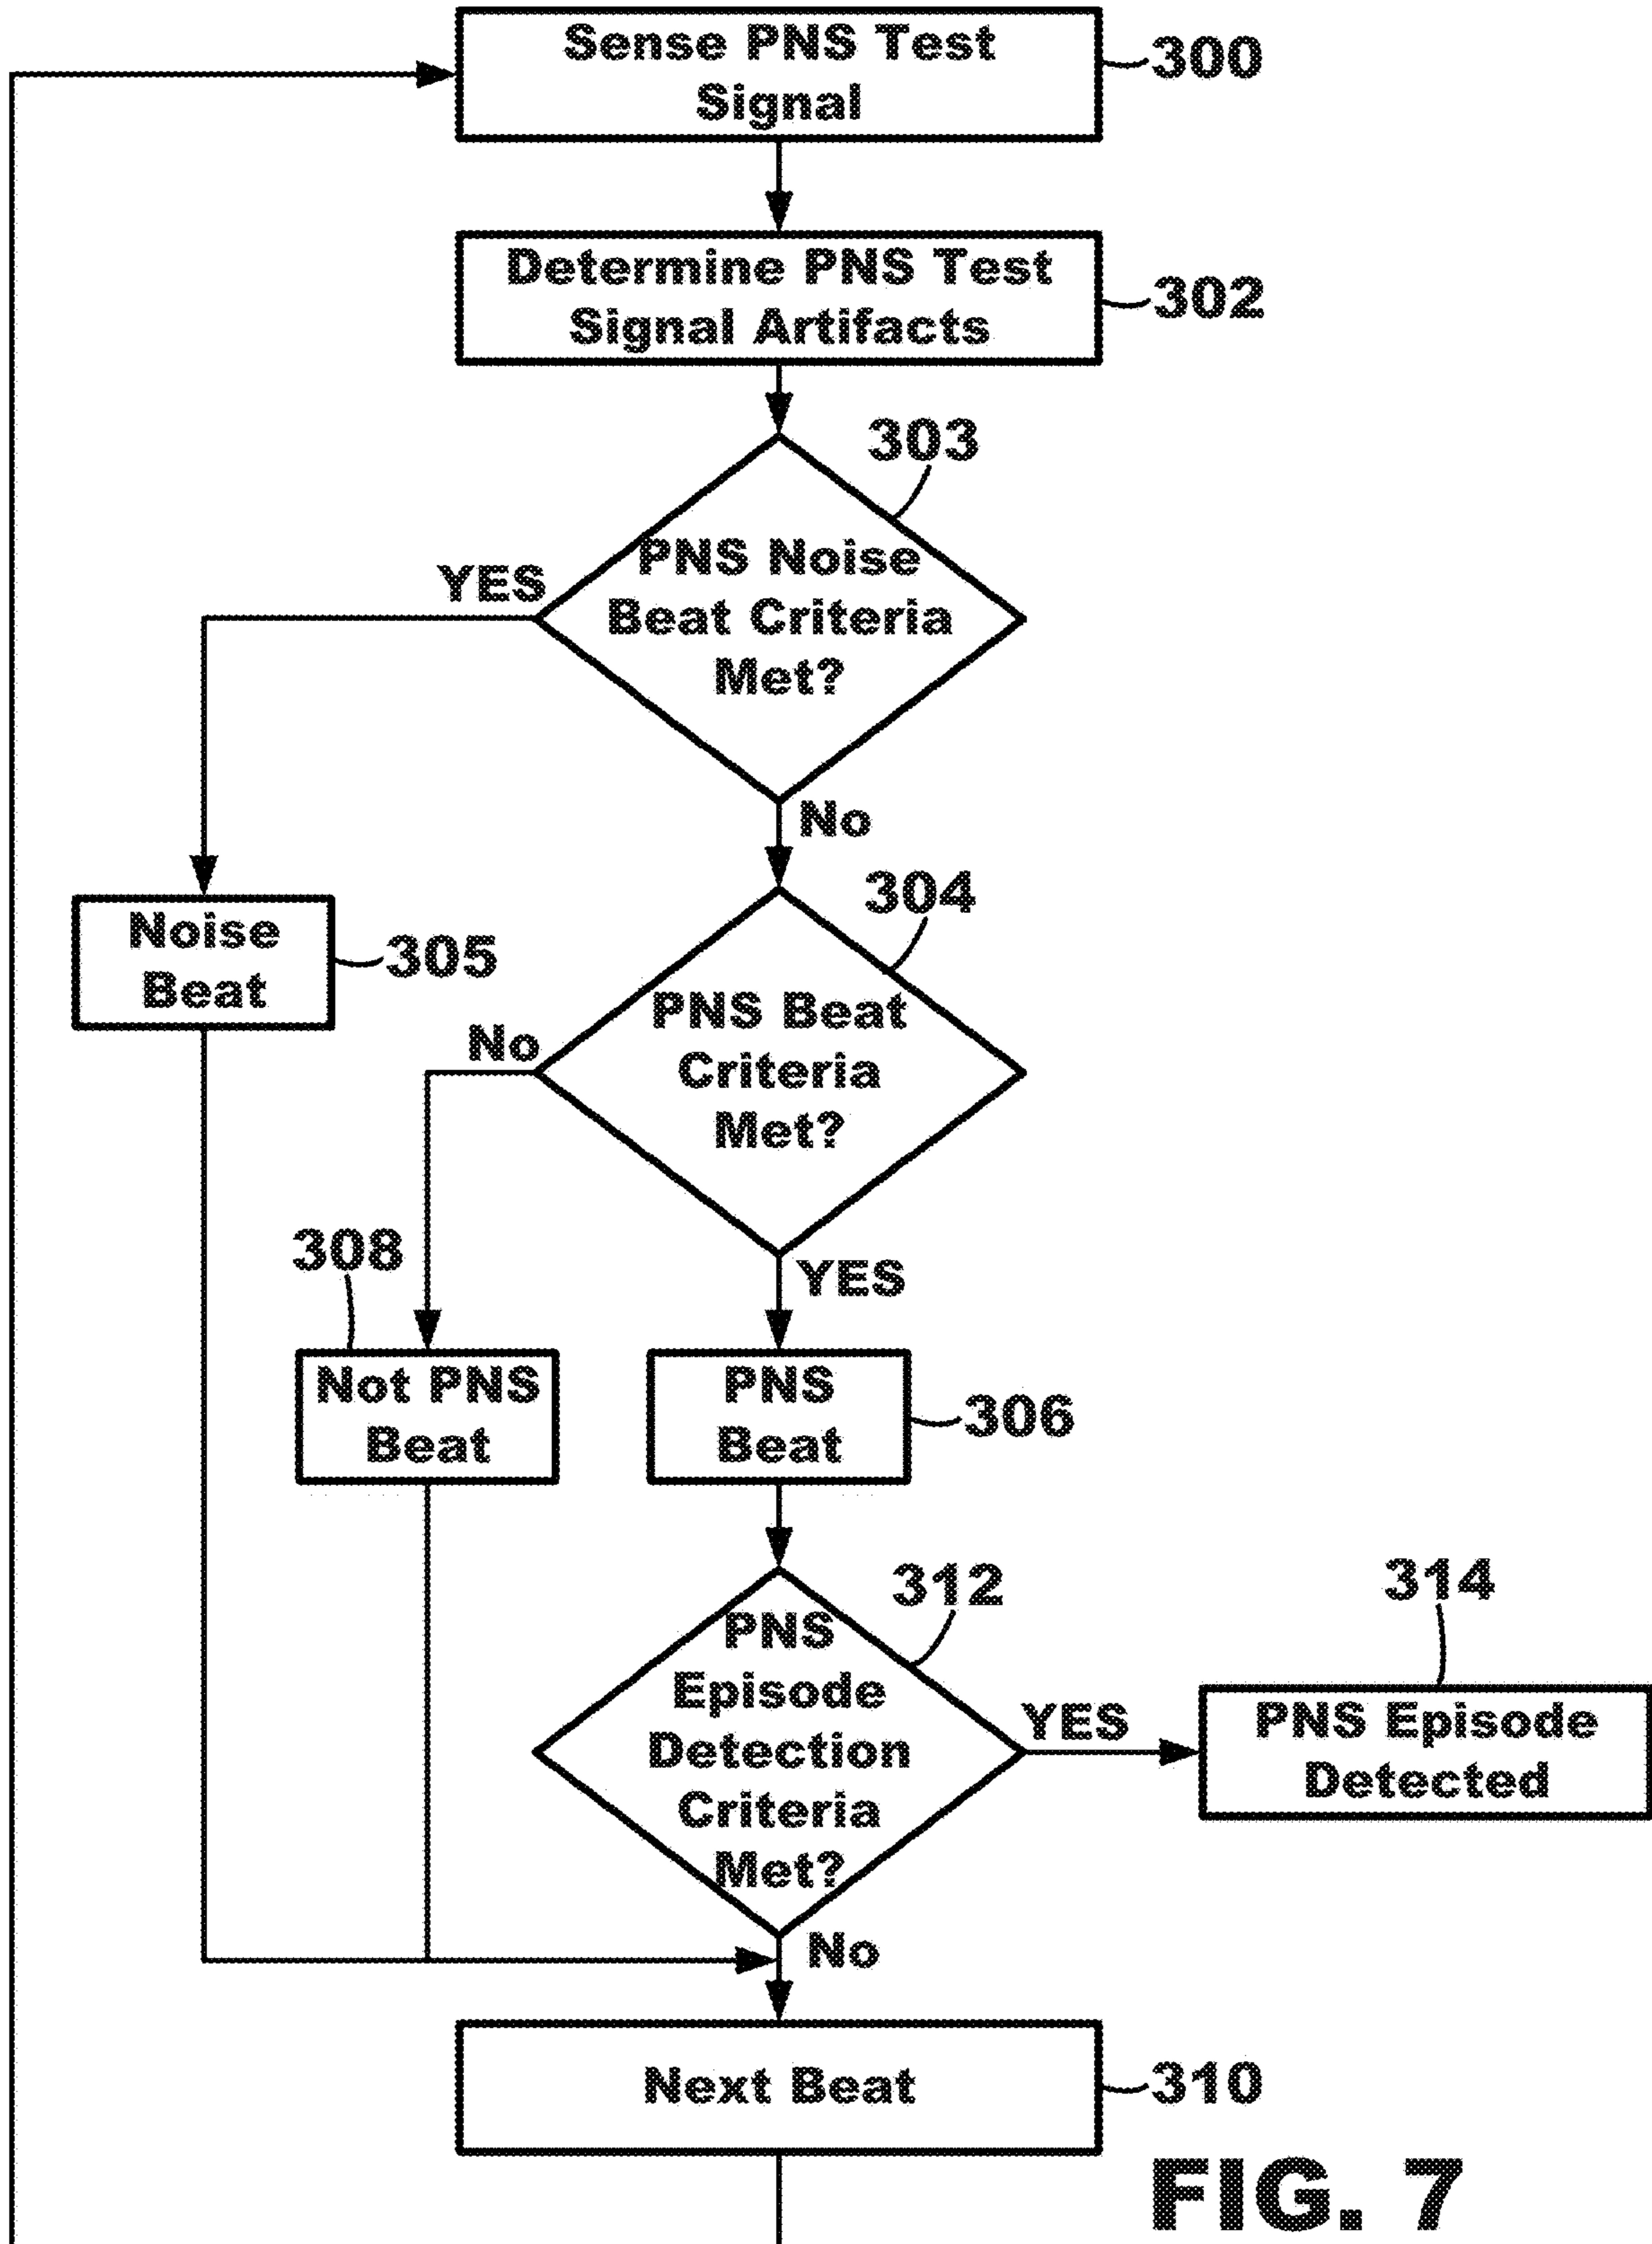 Sense PNS Test
Signal
300
Determine PNS Test
Signal Artifacts
302
303
PNS Noise
Beat Criteria
Met?
YES
No
Noise
Beat
305
304
PNS Beat
Criteria
Met?
No
YES
308
Not PNS
Beat
PNS
Beat
306
312
PNS
Episode
Detection
Criteria
Met?
YES
314
PNS Episode
Detected
No
Next Beat
310
FIG. 7